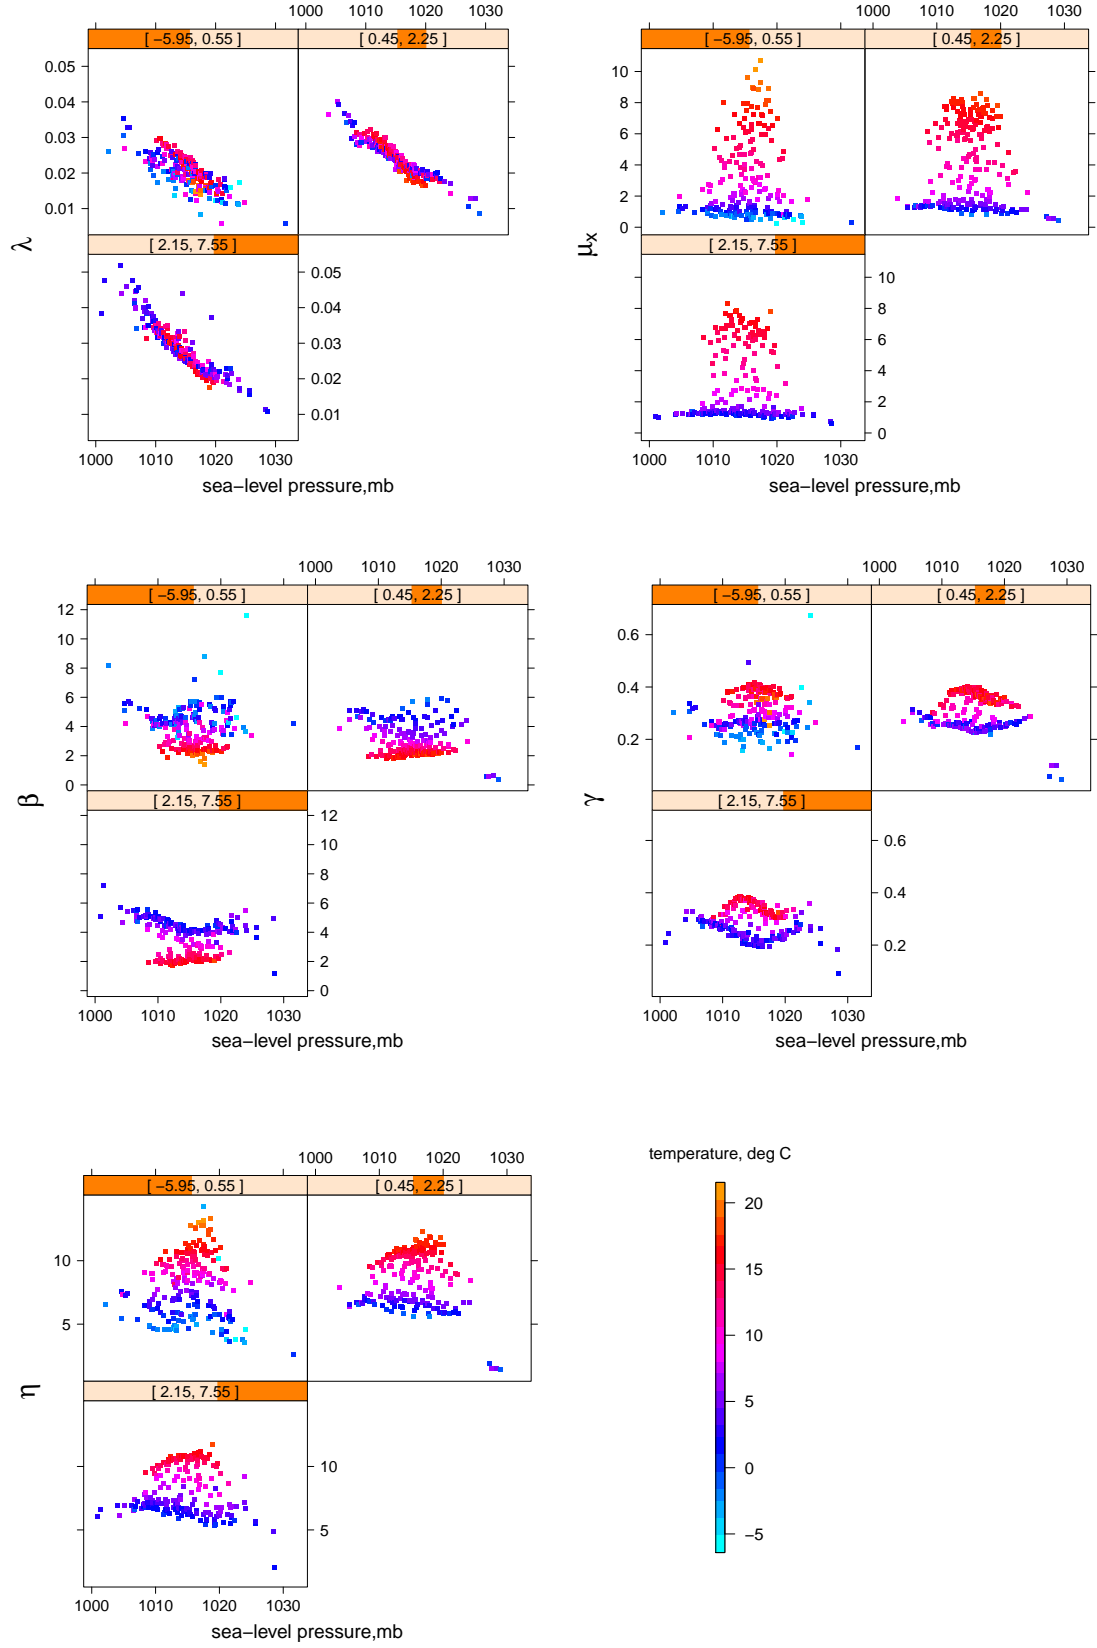 1000 1010 1020 1030
[ −5.95, 0.55 ] [ 0.45, 2.25 ]
0.05
0.04
0.03
0.02
0.01
λ
[ 2.15, 7.55 ]
0.05
0.04
0.03
0.02
0.01
1000 1010 1020 1030
sea−level pressure,mb
1000 1010 1020 1030
[ −5.95, 0.55 ] [ 0.45, 2.25 ]
10
8
6
4
2
0
μx
[ 2.15, 7.55 ]
10
8
6
4
2
0
1000 1010 1020 1030
sea−level pressure,mb
1000 1010 1020 1030
[ −5.95, 0.55 ] [ 0.45, 2.25 ]
12
10
8
6
4
2
0
β
[ 2.15, 7.55 ]
12
10
8
6
4
2
0
1000 1010 1020 1030
sea−level pressure,mb
1000 1010 1020 1030
[ −5.95, 0.55 ] [ 0.45, 2.25 ]
0.6
0.4
0.2
γ
[ 2.15, 7.55 ]
0.6
0.4
0.2
1000 1010 1020 1030
sea−level pressure,mb
1000 1010 1020 1030
[ −5.95, 0.55 ] [ 0.45, 2.25 ]
10
5
η
[ 2.15, 7.55 ]
10
5
1000 1010 1020 1030
sea−level pressure,mb
temperature, deg C
20
15
10
5
0
−5